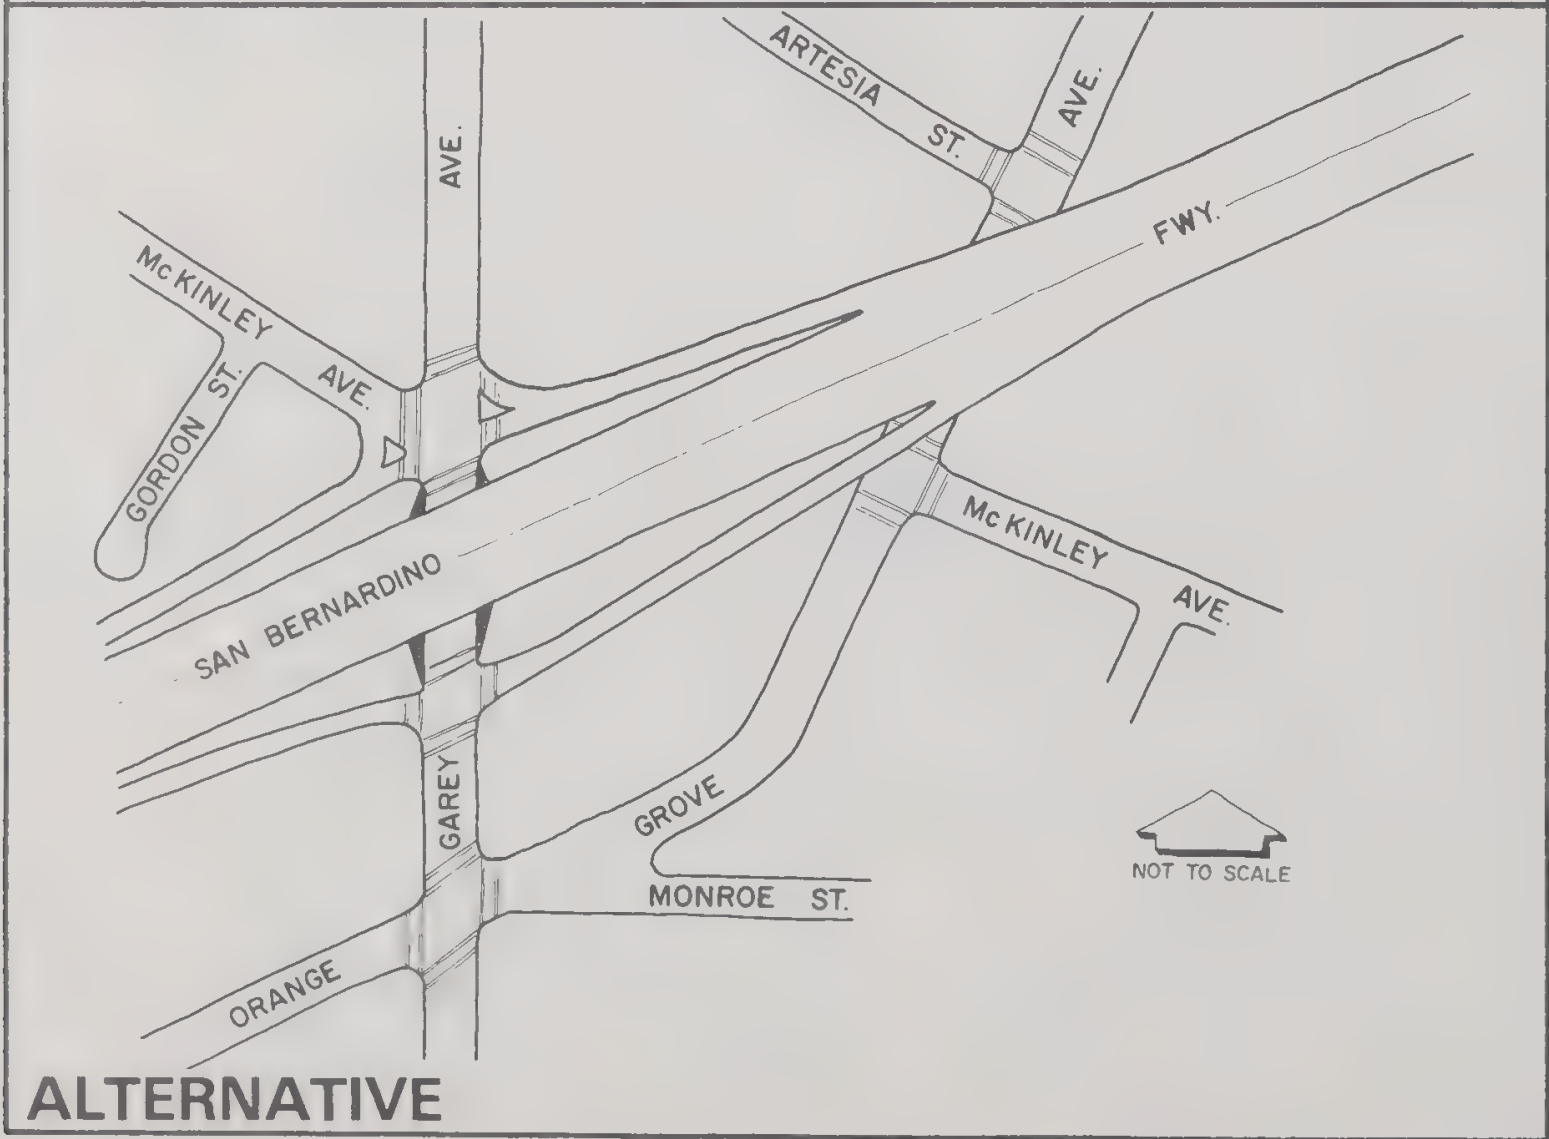 ARTESIA ST.
AVE.
AVE.
FWY.
McKINLEY AVE.
GORDON ST.
SAN BERNARDINO
McKINLEY AVE.
GAREY
GROVE
MONROE ST.
NOT TO SCALE
ORANGE
ALTERNATIVE